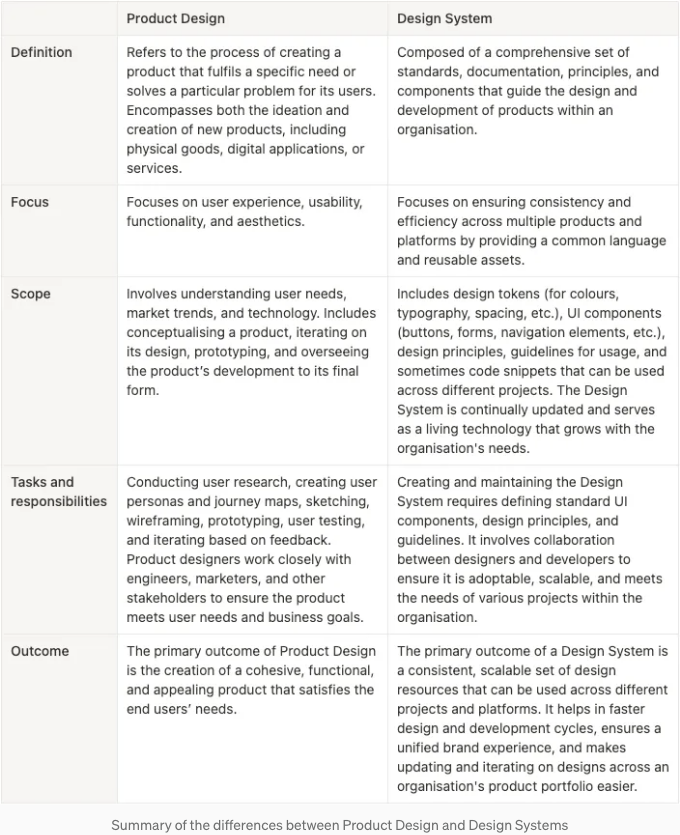 Product Design
Design System
Definition
Refers to the process of creating a
product that fulfils a specific need or
solves a particular problem for its users.
Encompasses both the ideation and
creation of new products, including
physical goods, digital applications, or
services.
Composed of a comprehensive set of
standards, documentation, principles, and
components that guide the design and
development of products within an
organisation.
Focus
Focuses on user experience, usability,
functionality, and aesthetics.
Focuses on ensuring consistency and
efficiency across multiple products and
platforms by providing a common language
and reusable assets.
Scope
Involves understanding user needs,
market trends, and technology. Includes
conceptualising a product, iterating on
its design, prototyping, and overseeing
the product's development to its final
form.
Includes design tokens (for colours,
typography, spacing, etc.), UI components
(buttons, forms, navigation elements, etc.),
design principles, guidelines for usage, and
sometimes code snippets that can be used
across different projects. The Design
System is continually updated and serves
as a living technology that grows with the
organisation's needs.
Tasks and
responsibilities
Conducting user research, creating user
personas and journey maps, sketching,
wireframing, prototyping, user testing,
and iterating based on feedback.
Product designers work closely with
engineers, marketers, and other
stakeholders to ensure the product
meets user needs and business goals.
Creating and maintaining the Design
System requires defining standard UI
components, design principles, and
guidelines. It involves collaboration
between designers and developers to
ensure it is adoptable, scalable, and meets
the needs of various projects within the
organisation.
Outcome
The primary outcome of Product Design
is the creation of a cohesive, functional,
and appealing product that satisfies the
end users' needs.
The primary outcome of a Design System is
a consistent, scalable set of design
resources that can be used across different
projects and platforms. It helps in faster
design and development cycles, ensures a
unified brand experience, and makes
updating and iterating on designs across an
organisation's product portfolio easier.
Summary of the differences between Product Design and Design Systems